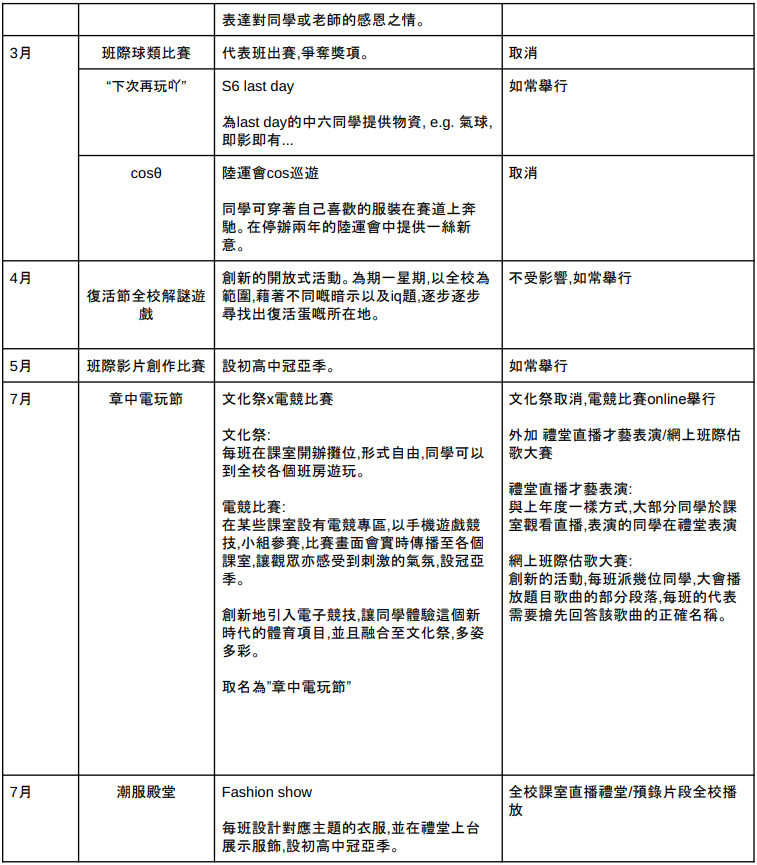 表達對同學或老師的感恩之情。
3月
班際球類比賽
代表班出賽,爭奪獎項。
取消
“下次再玩吖”
S6 last day
為last day的中六同學提供物資, e.g. 氣球,
即影即有...
如常舉行
cosθ
陸運會cos巡遊
同學可穿著自己喜歡的服裝在賽道上奔
馳。在停辦兩年的陸運會中提供一絲新
意。
取消
4月
復活節全校解謎遊
戲
創新的開放式活動。為期一星期,以全校為
範圍,藉著不同嘅暗示以及iq題,逐步逐步
尋找出復活蛋嘅所在地。
不受影響,如常舉行
5月
班際影片創作比賽
設初高中冠亞季。
如常舉行
7月
章中電玩節
文化祭x電競比賽
文化祭:
每班在課室開辦攤位,形式自由,同學可以
到全校各個班房遊玩。
電競比賽:
在某些課室設有電競專區,以手機遊戲競
技,小組參賽,比賽畫面會實時傳播至各個
課室,讓觀眾亦感受到刺激的氣氛,設冠亞
季。
創新地引入電子競技,讓同學體驗這個新
時代的體育項目,並且融合至文化祭,多姿
多彩。
取名為”章中電玩節”
文化祭取消,電競比賽online舉行
外加 禮堂直播才藝表演/網上班際估
歌大賽
禮堂直播才藝表演:
與上年度一樣方式,大部分同學於課
室觀看直播,表演的同學在禮堂表演
網上班際估歌大賽:
創新的活動,每班派幾位同學,大會播
放題目歌曲的部分段落,每班的代表
需要搶先回答該歌曲的正確名稱。
7月
潮服殿堂
Fashion show
每班設計對應主題的衣服,並在禮堂上台
展示服飾,設初高中冠亞季。
全校課室直播禮堂/預錄片段全校播
放